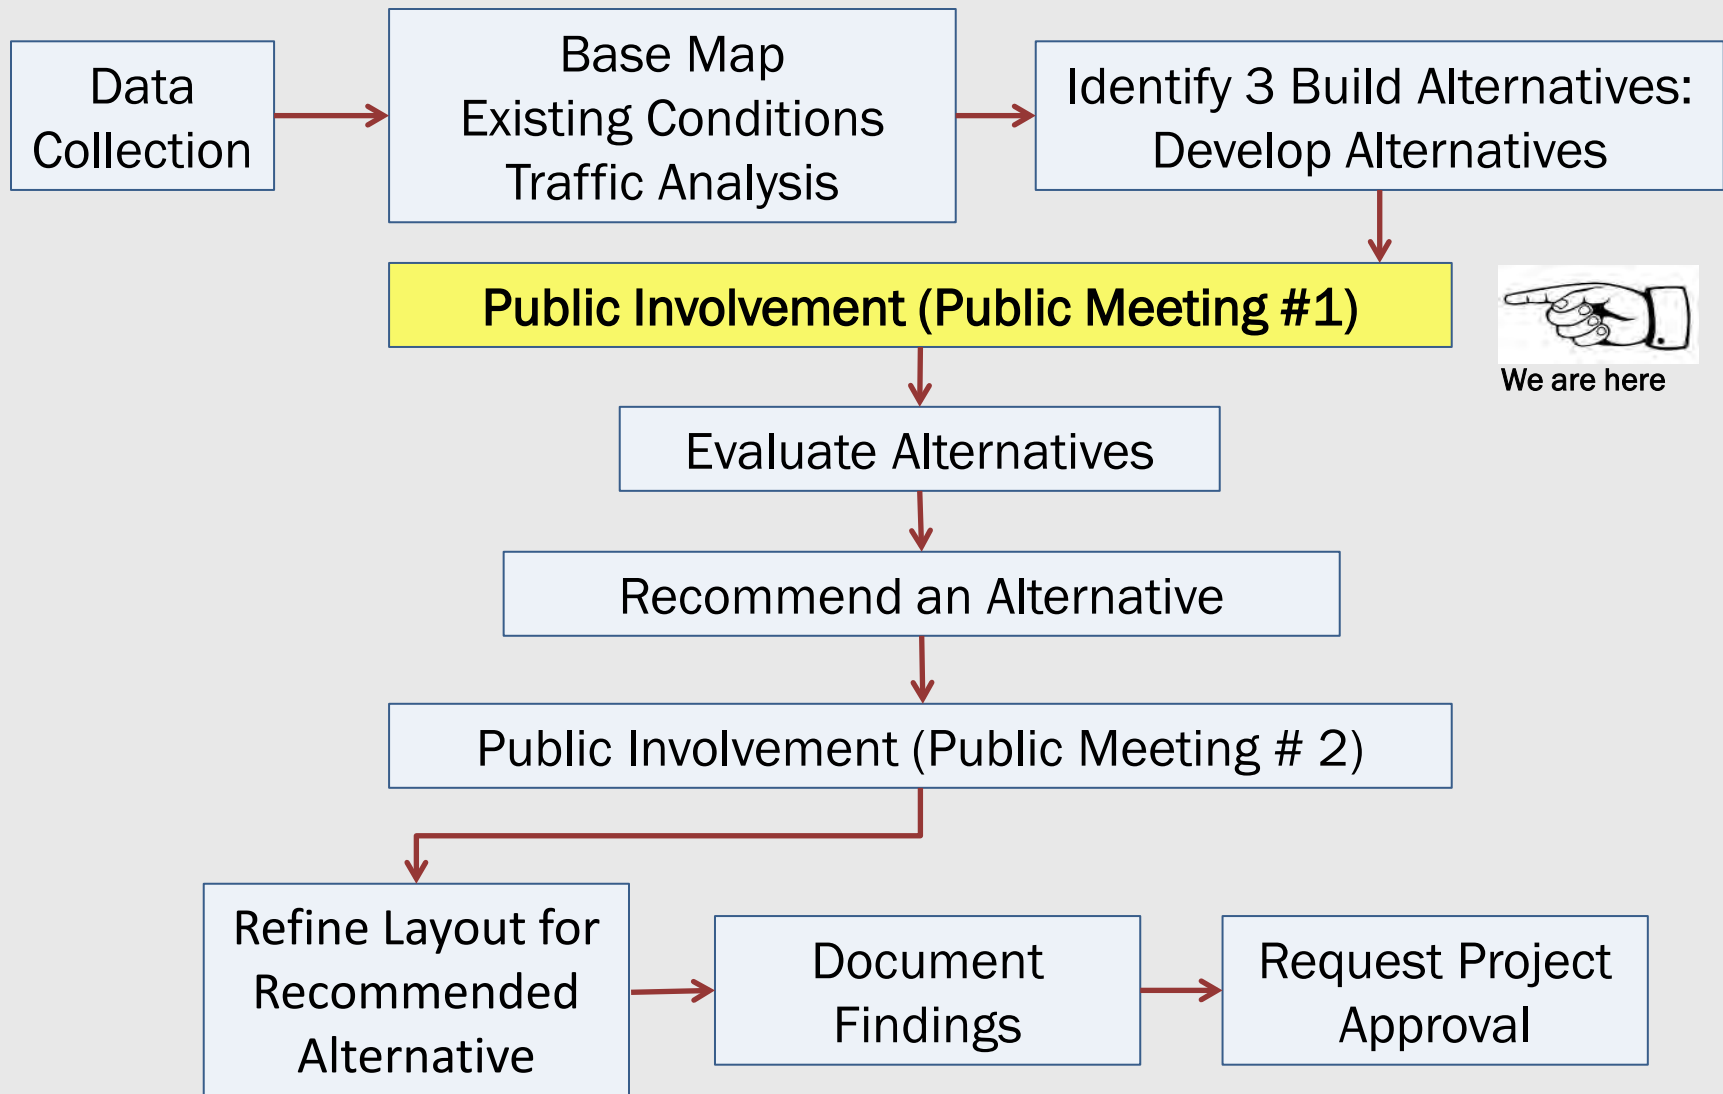 Data
Collection
Base Map
Existing Conditions
Traffic Analysis
Identify 3 Build Alternatives:
Develop Alternatives
Public Involvement (Public Meeting #1)
We are here
Evaluate Alternatives
Recommend an Alternative
Public Involvement (Public Meeting # 2)
Refine Layout for
Recommended
Alternative
Document
Findings
Request Project
Approval